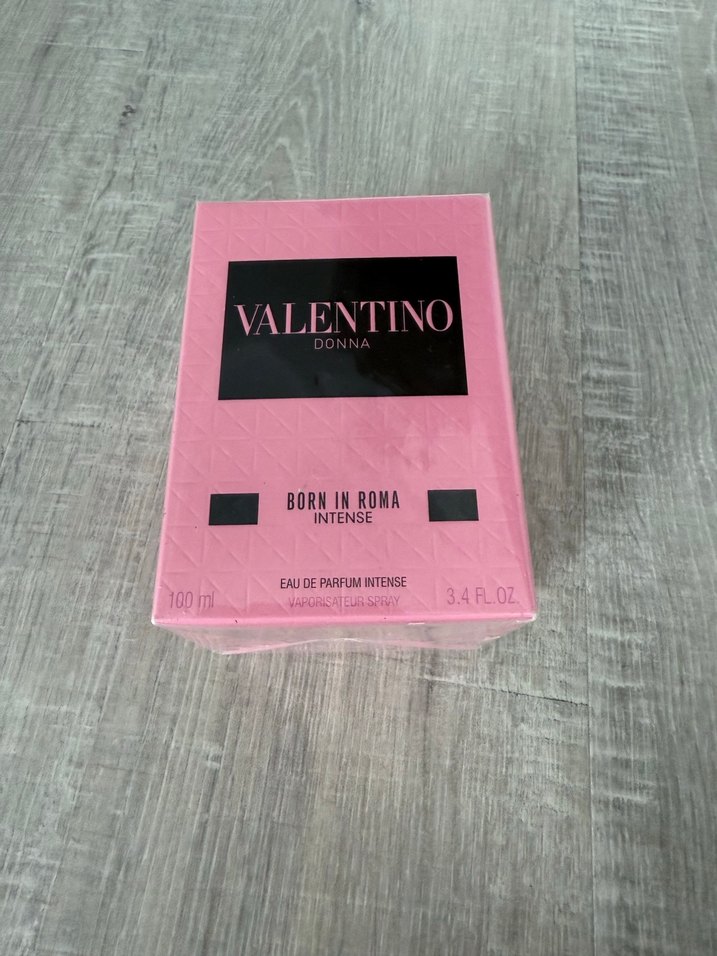 VALENTINO
DONNA
BORN IN ROMA
INTENSE
EAU DE PARFUM INTENSE
100 ml VAPORISATEUR SPRAY 3.4 FL.OZ.